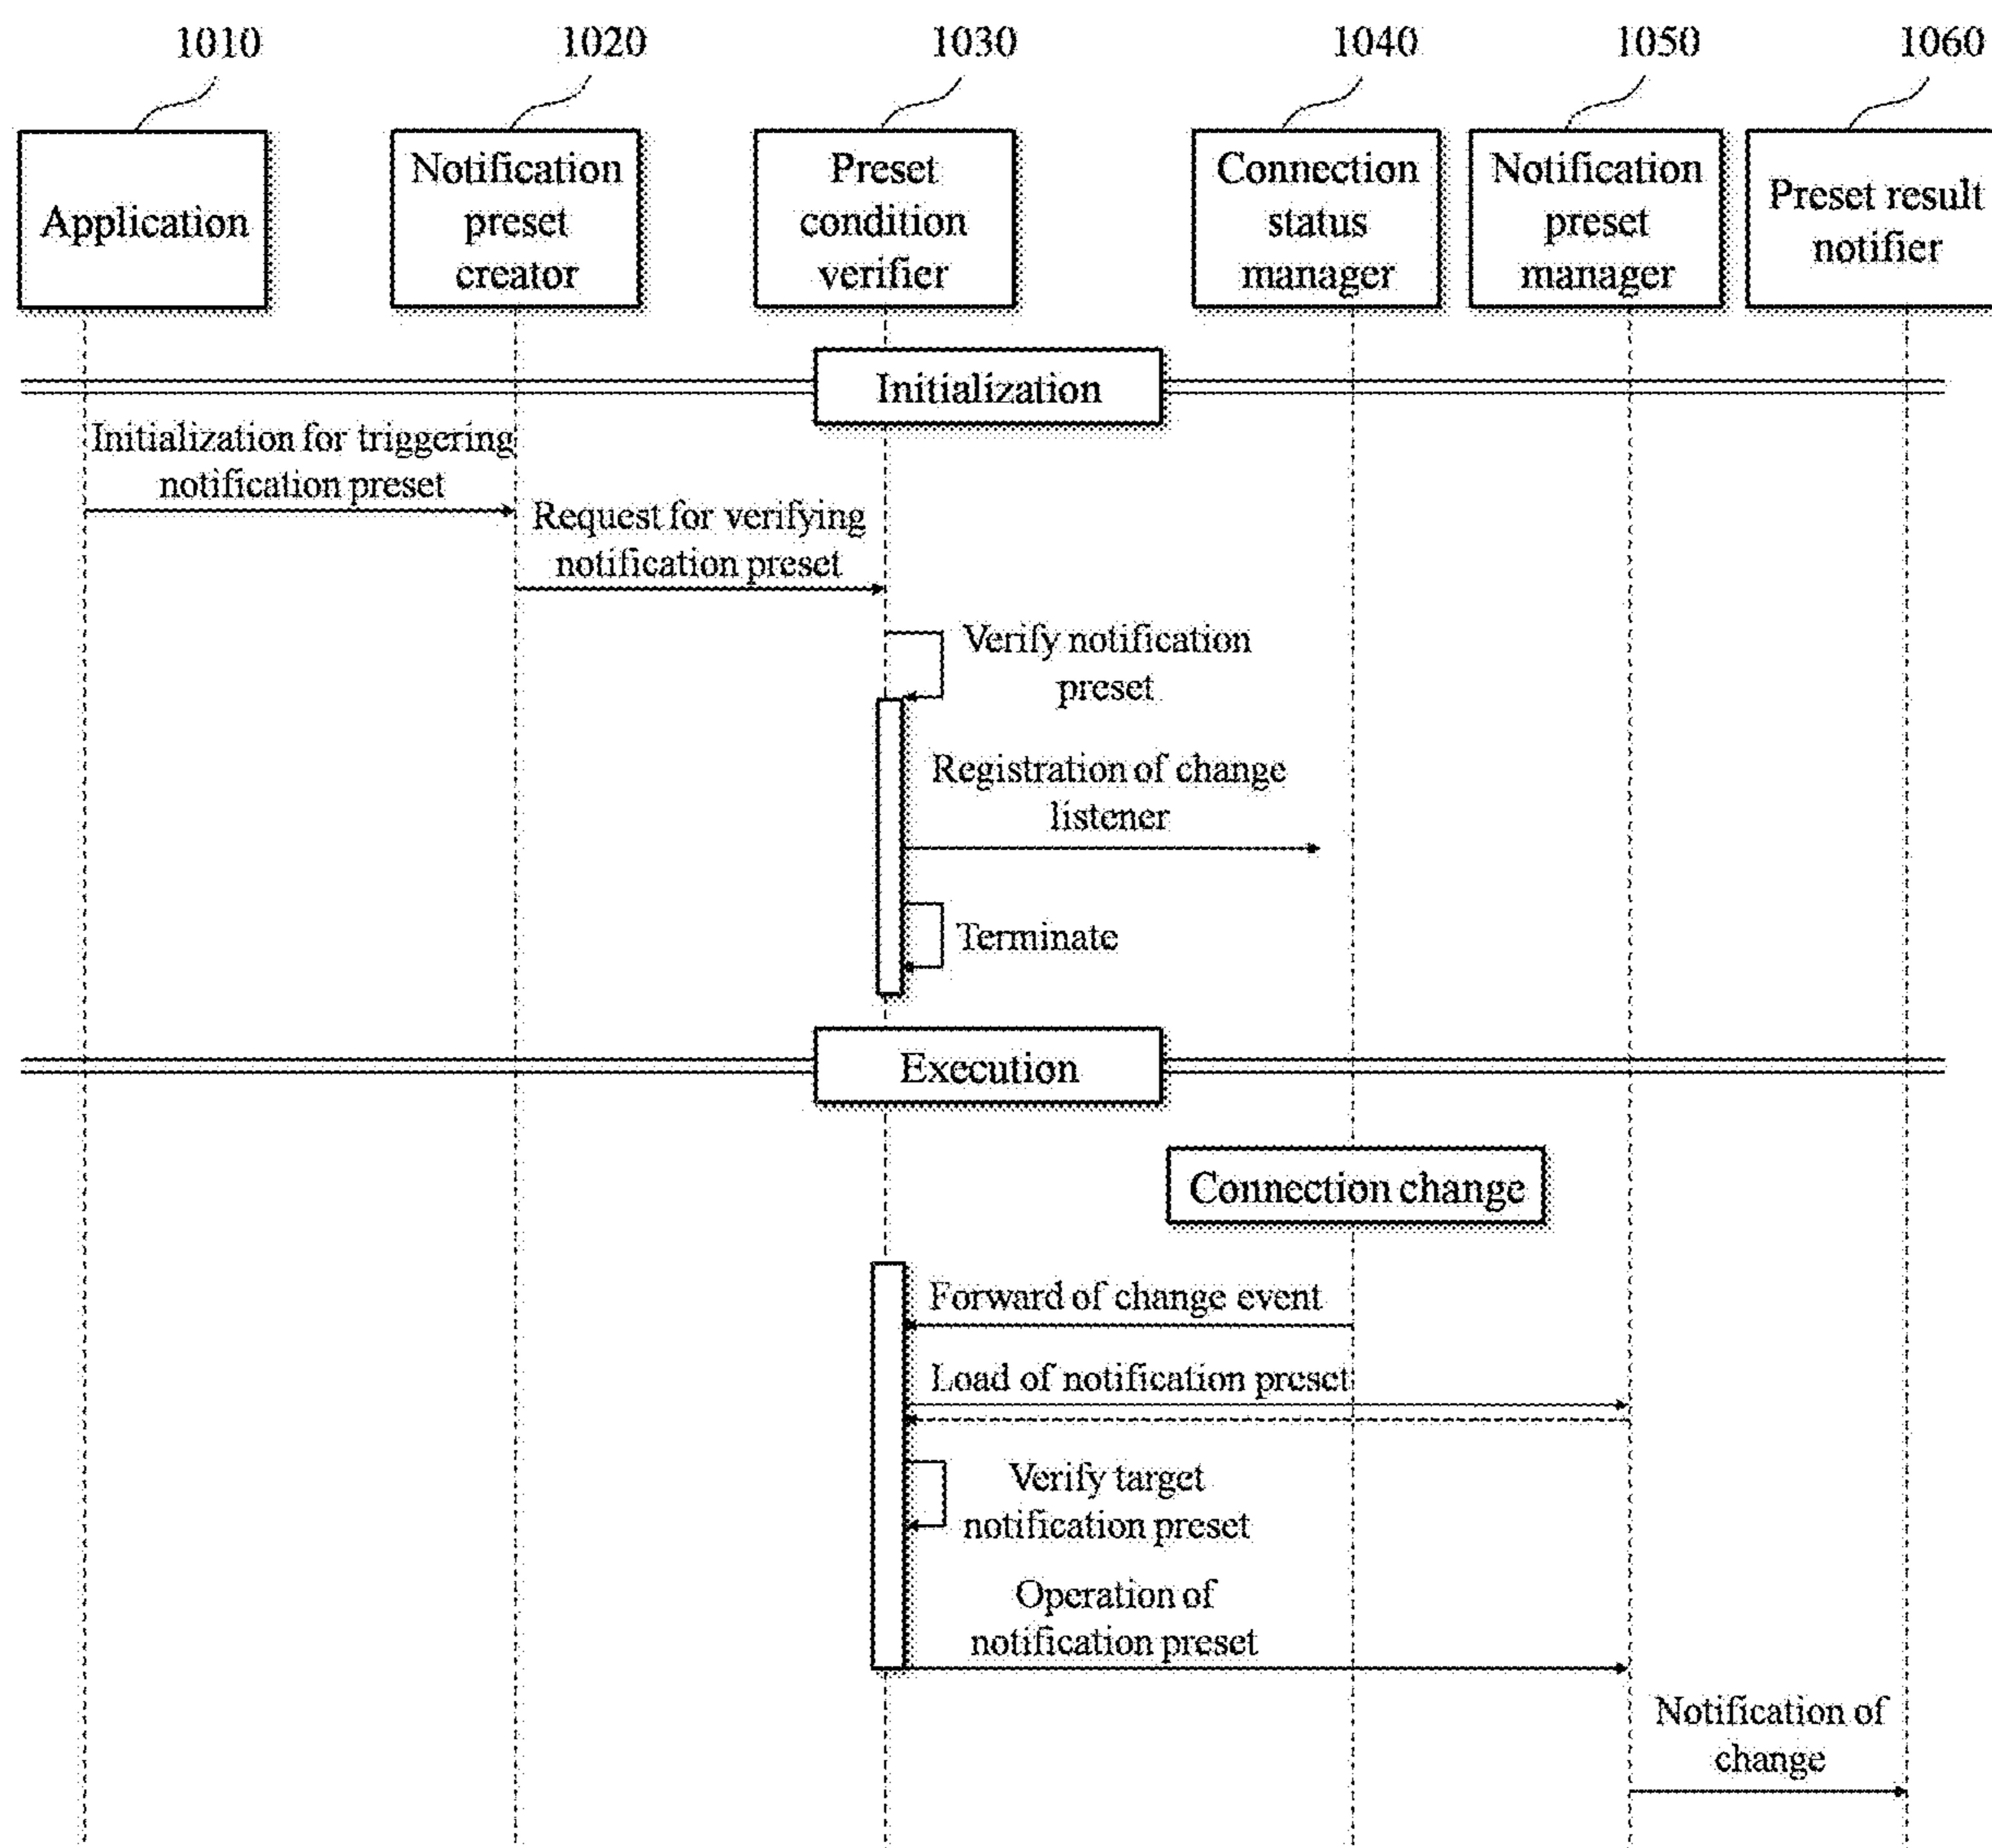 1010
1020
1030
1040
1050
1060
Application
Notification
preset
creator
Preset
condition
verifier
Connection
status
manager
Notification
preset
manager
Preset result
notifier
Initialization
Initialization for triggering
notification preset
Request for verifying
notification preset
Verify notification
preset
Registration of change
listener
Terminate
Execution
Connection change
Forward of change event
Load of notification preset
Verify target
notification preset
Operation of
notification preset
Notification of
change